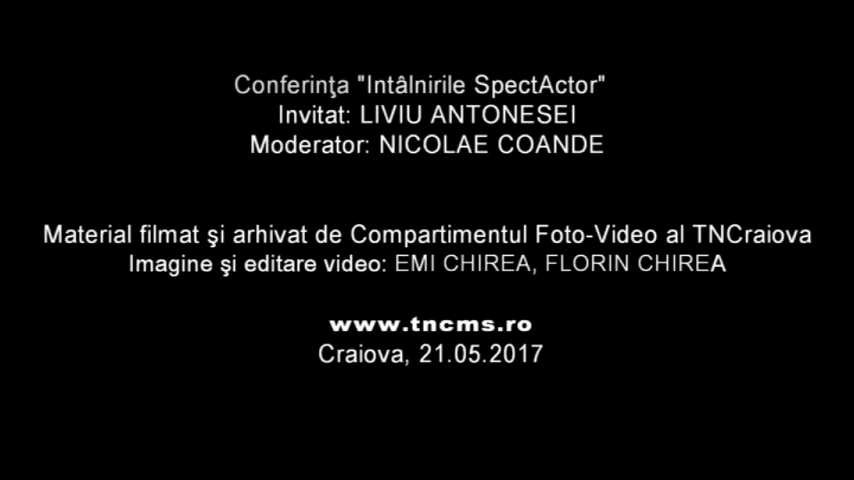 Conferinţa "Intâlnirile SpectActor"
Invitat: LIVIU ANTONESEI
Moderator: NICOLAE COANDE
Material filmat şi arhivat de Compartimentul Foto-Video al TNCraiova
Imagine şi editare video: EMI CHIREA, FLORIN CHIREA
www.tncms.ro
Craiova, 21.05.2017